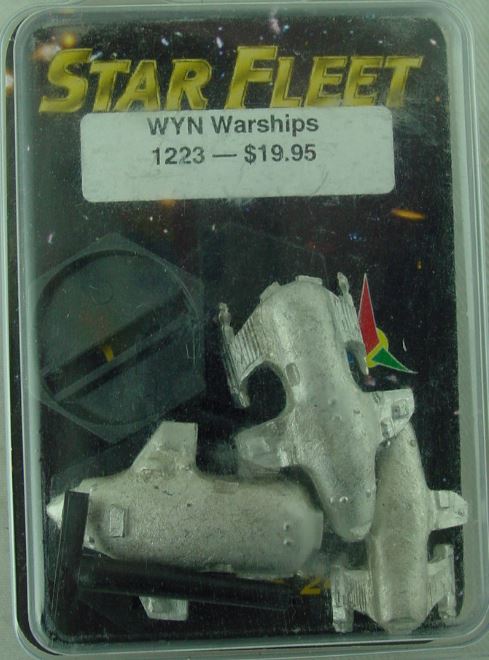 STAR FLEET
WYN Warships
1223 — $19.95